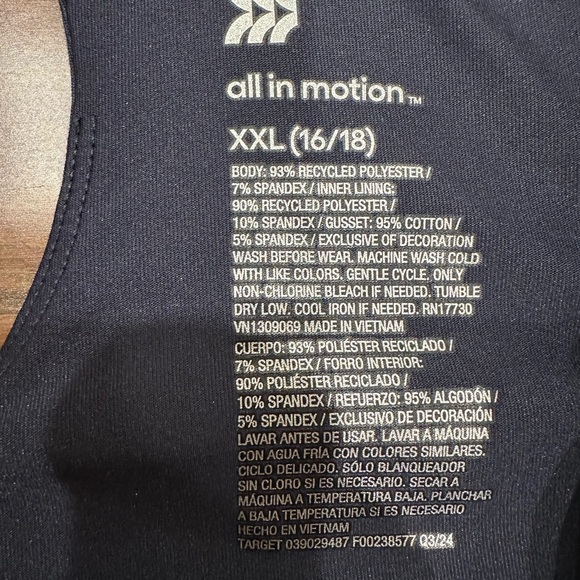 all in motion™
XXL (16/18)
BODY: 93% RECYCLED POLYESTER /
7% SPANDEX / INNER LINING:
90% RECYCLED POLYESTER /
10% SPANDEX / GUSSET: 95% COTTON /
5% SPANDEX / EXCLUSIVE OF DECORATION
WASH BEFORE WEAR. MACHINE WASH COLD
WITH LIKE COLORS. GENTLE CYCLE. ONLY
NON-CHLORINE BLEACH IF NEEDED. TUMBLE
DRY LOW. COOL IRON IF NEEDED. RN17730
VN1309069 MADE IN VIETNAM
CUERPO: 93% POLIÉSTER RECICLADO /
7% SPANDEX / FORRO INTERIOR:
90% POLIÉSTER RECICLADO /
10% SPANDEX / REFUERZO: 95% ALGODÓN /
5% SPANDEX / EXCLUSIVO DE DECORACIÓN
LAVAR ANTES DE USAR. LAVAR A MÁQUINA
CON AGUA FRÍA CON COLORES SIMILARES.
CICLO DELICADO. SÓLO BLANQUEADOR
SIN CLORO SI ES NECESARIO. SECAR A
MÁQUINA A TEMPERATURA BAJA. PLANCHAR
A BAJA TEMPERATURA SI ES NECESARIO
HECHO EN VIETNAM
TARGET 039029487 F00238577 Q3/24